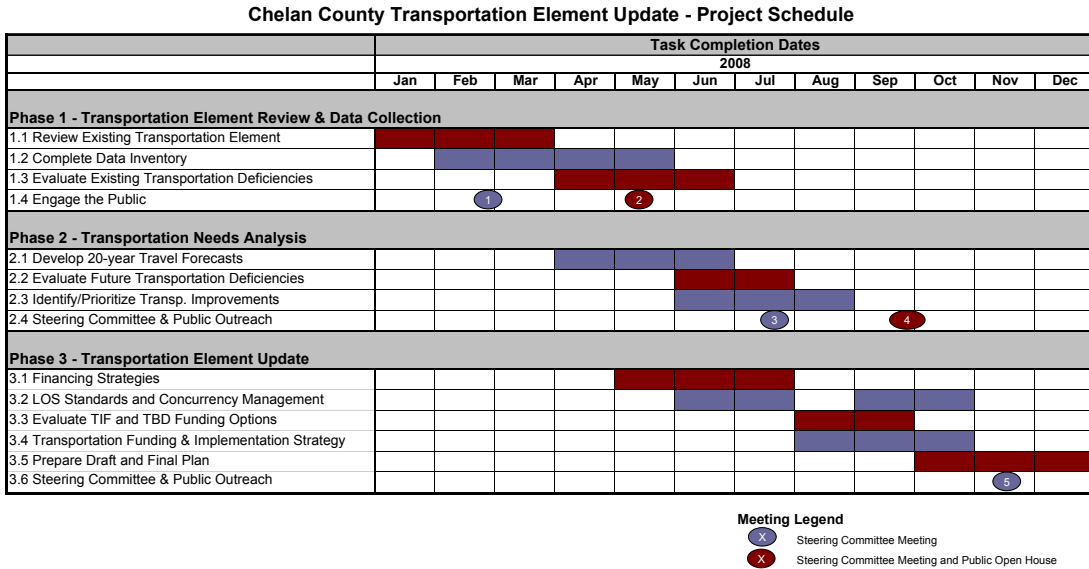 Chelan County Transportation Element Update - Project Schedule
Task Completion Dates
2008
Jan Feb Mar Apr May Jun Jul Aug Sep Oct Nov Dec
Phase 1 - Transportation Element Review & Data Collection
1.1 Review Existing Transportation Element
1.2 Complete Data Inventory
1.3 Evaluate Existing Transportation Deficiencies
1.4 Engage the Public 1 2
Phase 2 - Transportation Needs Analysis
2.1 Develop 20-year Travel Forecasts
2.2 Evaluate Future Transportation Deficiencies
2.3 Identify/Prioritize Transp. Improvements
2.4 Steering Committee & Public Outreach 3 4
Phase 3 - Transportation Element Update
3.1 Financing Strategies
3.2 LOS Standards and Concurrency Management
3.3 Evaluate TIF and TBD Funding Options
3.4 Transportation Funding & Implementation Strategy
3.5 Prepare Draft and Final Plan
3.6 Steering Committee & Public Outreach 5
Meeting Legend
X Steering Committee Meeting
X Steering Committee Meeting and Public Open House